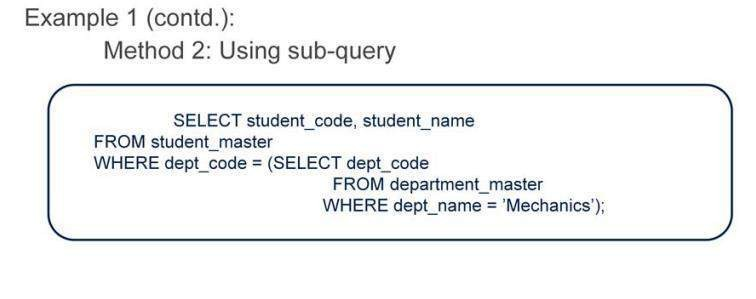 Example 1 (contd.):
Method 2: Using sub-query
SELECT student_code, student_name
FROM student_master
WHERE dept_code = (SELECT dept_code
FROM department_master
WHERE dept_name = ’Mechanics’);